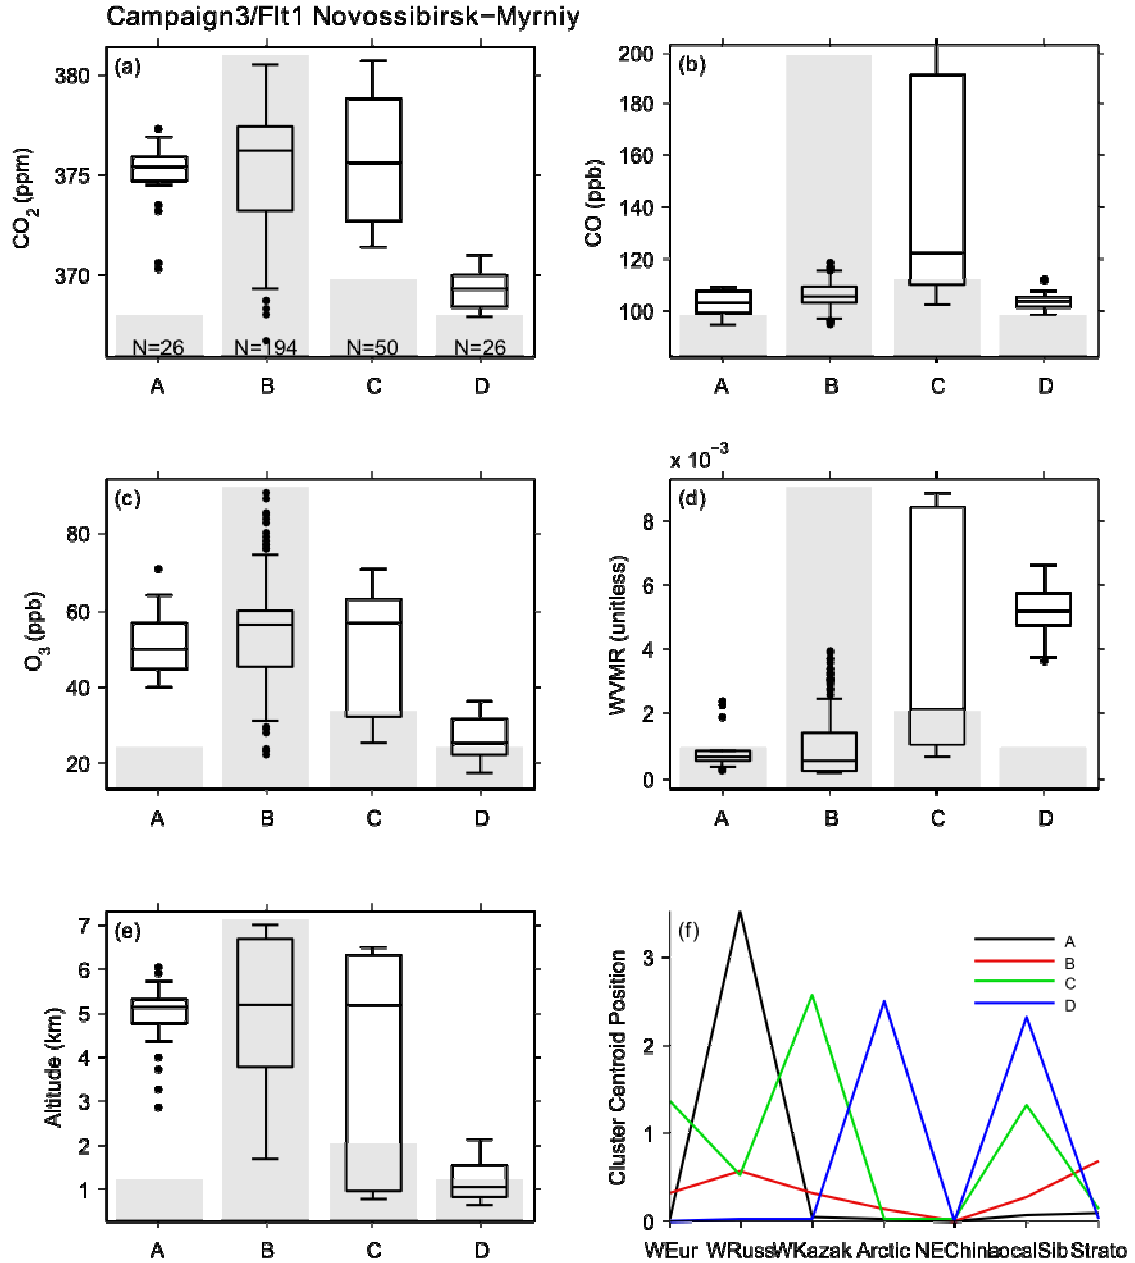 Campaign3/Flt1 Novossibirsk−Myrniy
(a)
380
375
370
CO2 (ppm)
N=26 N=194 N=50 N=26
A B C D
(b)
200
180
160
140
120
100
CO (ppb)
A B C D
(c)
80
60
40
20
O3 (ppb)
A B C D
x 10−3
(d)
8
6
4
2
0
WVMR (unitless)
A B C D
(e)
7
6
5
4
3
2
1
Altitude (km)
A B C D
(f)
3
2
1
0
Cluster Centroid Position
A
B
C
D
WEur WRuss WKazak Arctic NEChina LocalSib Strato